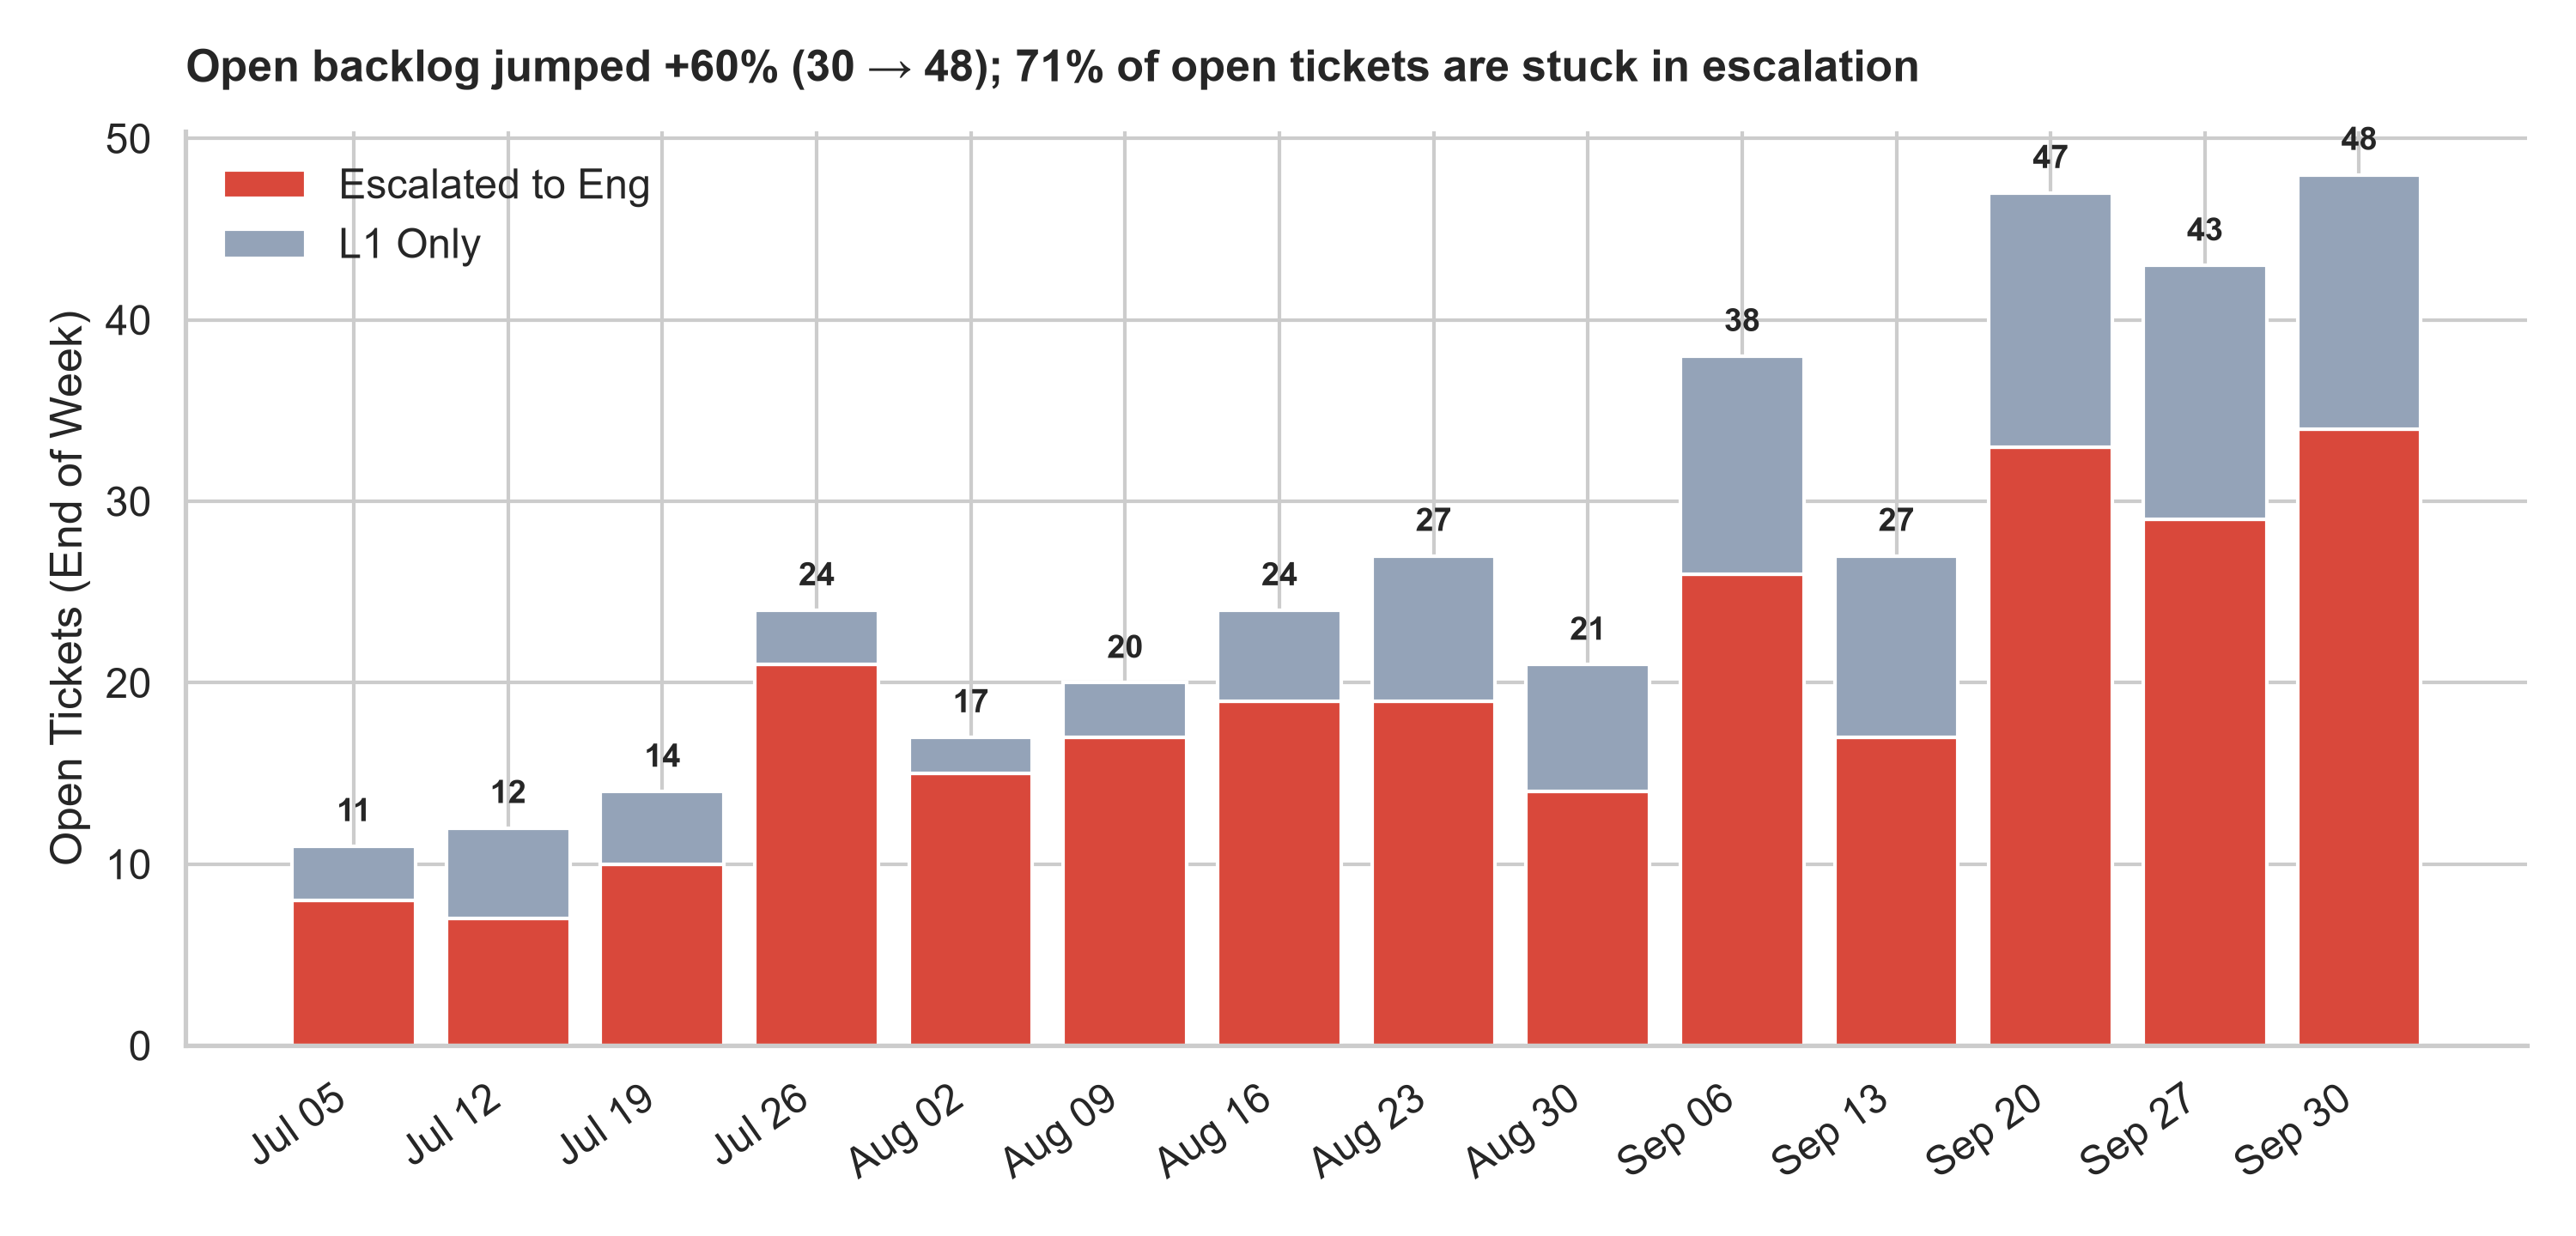 Open backlog jumped +60% (30 → 48); 71% of open tickets are stuck in escalation
Open Tickets (End of Week)
50
40
30
20
10
0
Escalated to Eng
L1 Only
11
12
14
24
17
20
24
27
21
38
27
47
43
48
Jul 05
Jul 12
Jul 19
Jul 26
Aug 02
Aug 09
Aug 16
Aug 23
Aug 30
Sep 06
Sep 13
Sep 20
Sep 27
Sep 30